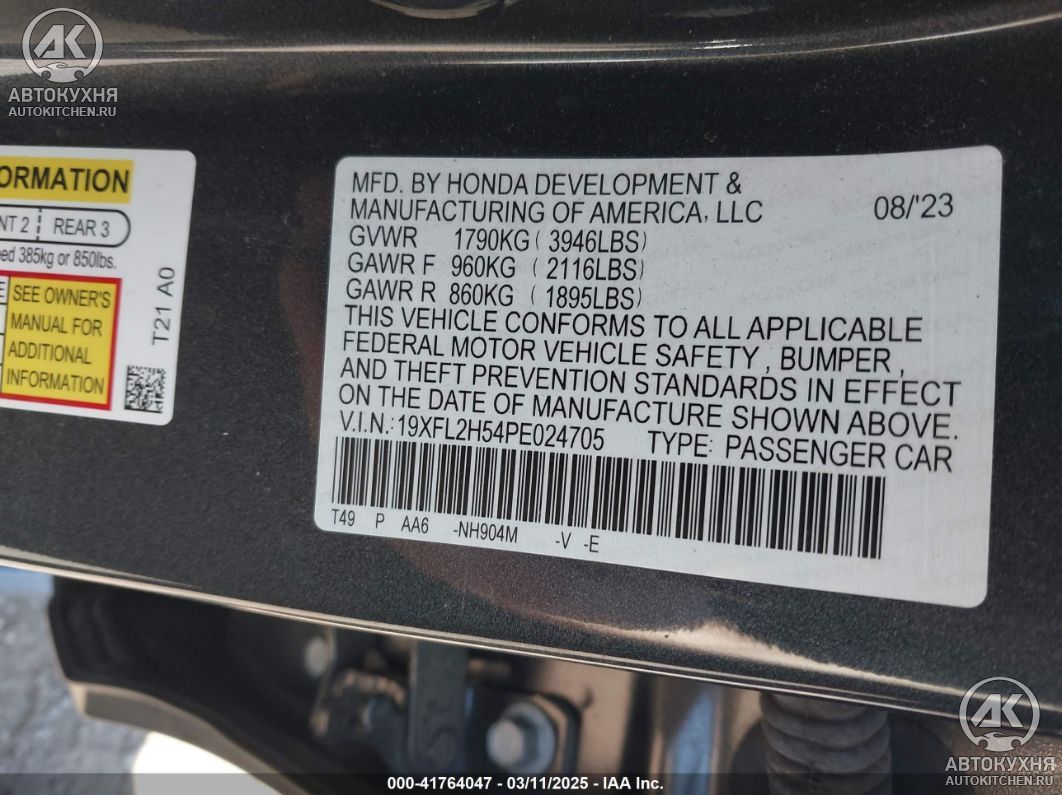 AK
АВТОКУХНЯ
AUTOKITCHEN.RU
ORMATION
NT 2 REAR 3
ed 385kg or 850lbs.
SEE OWNER'S
MANUAL FOR
ADDITIONAL
INFORMATION
T21 A0
MFD. BY HONDA DEVELOPMENT &
MANUFACTURING OF AMERICA, LLC 08/'23
GVWR 1790KG ( 3946LBS)
GAWR F 960KG ( 2116LBS)
GAWR R 860KG ( 1895LBS)
THIS VEHICLE CONFORMS TO ALL APPLICABLE
FEDERAL MOTOR VEHICLE SAFETY , BUMPER ,
AND THEFT PREVENTION STANDARDS IN EFFECT
ON THE DATE OF MANUFACTURE SHOWN ABOVE.
V.I.N.:19XFL2H54PE024705 TYPE: PASSENGER CAR
T49 P AA6 -NH904M -V -E
AK
АВТОКУХНЯ
AUTOKITCHEN.RU
000-41764047 - 03/11/2025 - IAA Inc.